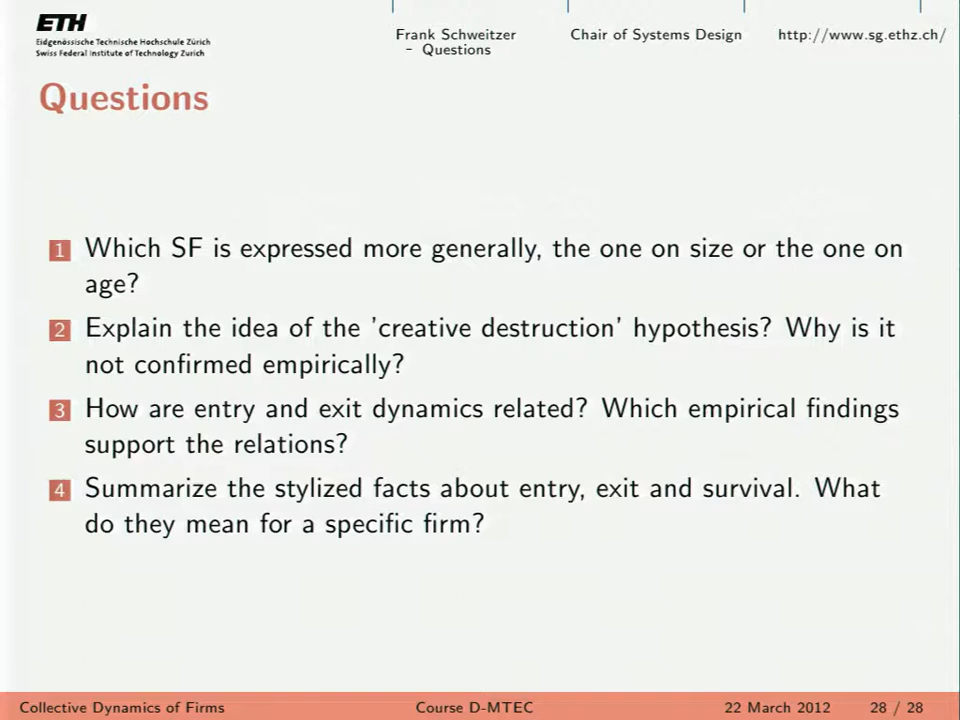 ETH
Eidgenössische Technische Hochschule Zürich
Swiss Federal Institute of Technology Zurich
Frank Schweitzer
– Questions
Chair of Systems Design
http://www.sg.ethz.ch/
Questions
1 Which SF is expressed more generally, the one on size or the one on
age?
2 Explain the idea of the 'creative destruction' hypothesis? Why is it
not confirmed empirically?
3 How are entry and exit dynamics related? Which empirical findings
support the relations?
4 Summarize the stylized facts about entry, exit and survival. What
do they mean for a specific firm?
Collective Dynamics of Firms
Course D-MTEC
22 March 2012
28 / 28